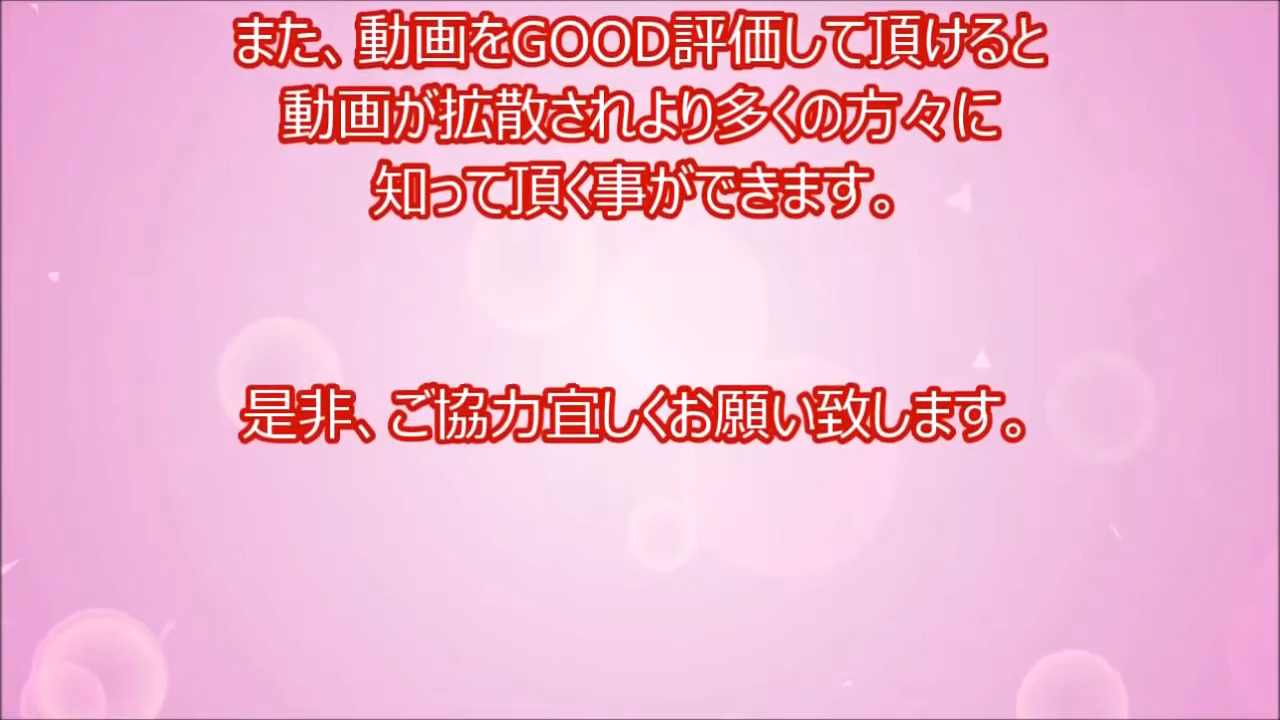 また、動画をGOOD評価して頂けると
動画が拡散されより多くの方々に
知って頂く事ができます。
是非、ご協力宜しくお願い致します。